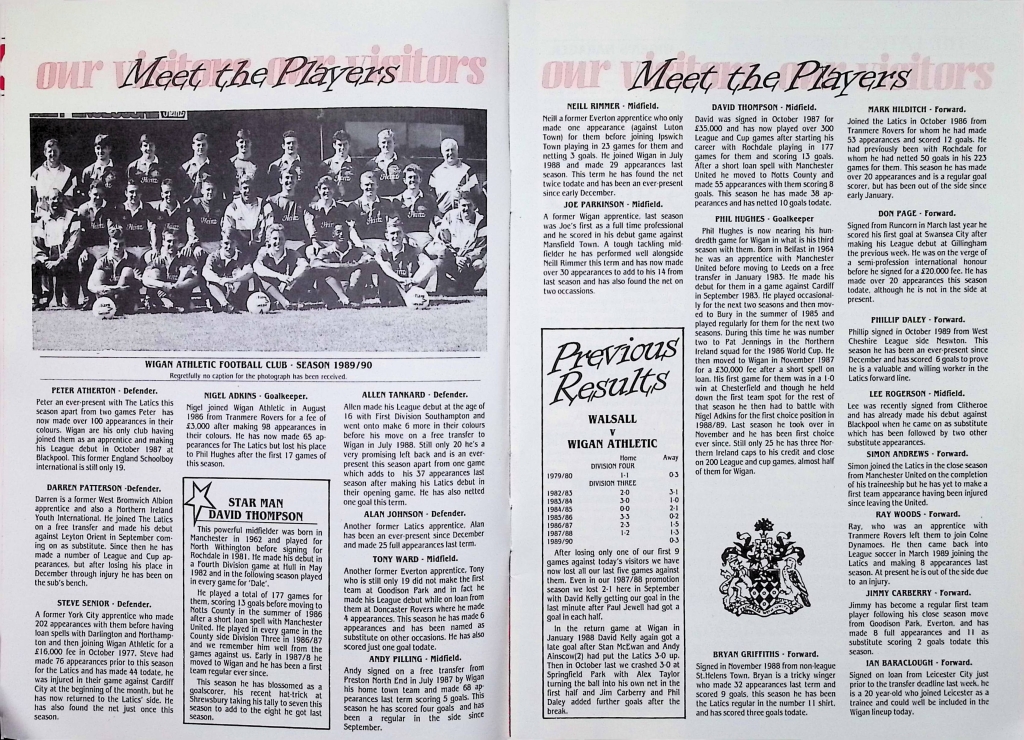 our visitors our visitors
Meet the Players
WIGAN ATHLETIC FOOTBALL CLUB · SEASON 1989/90
Regretfully no caption for the photograph has been received.
PETER ATHERTON · Defender.
Peter an ever-present with The Latics this
season apart from two games Peter has
now made over 100 appearances in their
colours. Wigan are his only club having
joined them as an apprentice and making
his League debut in October 1987 at
Blackpool. This former England Schoolboy
international is still only 19.
DARREN PATTERSON ·Defender.
Darren is a former West Bromwich Albion
apprentice and also a Northern Ireland
Youth International. He joined The Latics
on a free transfer and made his debut
against Leyton Orient in September com-
ing on as substitute. Since then he has
made a number of League and Cup ap-
pearances, but after losing his place in
December through injury he has been on
the sub's bench.
STEVE SENIOR · Defender.
A former York City apprentice who made
202 appearances with them before having
loan spells with Darlington and Northamp-
ton and then joining Wigan Athletic for a
£16,000 fee in October 1977. Steve had
made 76 appearances prior to this season
for the Latics and has made 44 todate, he
was injured in their game against Cardiff
City at the beginning of the month, but he
has now returned to the Latics' side. He
has also found the net just once this
season.
NIGEL ADKINS · Goalkeeper.
Nigel joined Wigan Athletic in August
1986 from Tranmere Rovers for a fee of
£3,000 after making 98 appearances in
their colours. He has now made 65 ap-
pearances for The Latics but lost his place
to Phil Hughes after the first 17 games of
this season.
STAR MAN
DAVID THOMPSON
This powerful midfielder was born in
Manchester in 1962 and played for
North Withington before signing for
Rochdale in 1981. He made his debut in
a Fourth Division game at Hull in May
1982 and in the following season played
in every game for 'Dale'.
He played a total of 177 games for
them, scoring 13 goals before moving to
Notts County in the summer of 1986
after a short loan spell with Manchester
United. He played in every game in the
County side Division Three in 1986/87
and we remember him well from the
games against us. Early in 1987/8 he
moved to Wigan and he has been a first
team regular ever since.
This season he has blossomed as a
goalscorer, his recent hat-trick at
Shrewsbury taking his tally to seven this
season to add to the eight he got last
season.
ALLEN TANKARD · Defender.
Allen made his League debut at the age of
16 with First Division Southampton and
went onto make 6 more in their colours
before his move on a free transfer to
Wigan in July 1988. Still only 20 he's a
very promising left back and is an ever-
present this season apart from one game
which adds to his 37 appearances last
season after making his Latics debut in
their opening game. He has also netted
one goal this term.
ALAN JOHNSON · Defender.
Another former Latics apprentice, Alan
has been an ever-present since December
and made 25 full appearances last term.
TONY WARD · Midfield.
Another former Everton apprentice, Tony
who is still only 19 did not make the first
team at Goodison Park and in fact he
made his League debut while on loan from
them at Doncaster Rovers where he made
4 appearances. This season he has made 6
appearances and has been named as
substitute on other occasions. He has also
scored just one goal todate.
ANDY PILLING · Midfield.
Andy signed on a free transfer from
Preston North End in July 1987 by Wigan
his home town team and made 68 ap-
pearances last term scoring 5 goals, this
season he has scored four goals and has
been a regular in the side since
September.
our visitors our visitors
Meet the Players
NEILL RIMMER · Midfield.
Neill a former Everton apprentice who only
made one appearance (against Luton
Town) for them before joining Ipswich
Town playing in 23 games for them and
netting 3 goals. He joined Wigan in July
1988 and made 29 appearances last
season. This term he has found the net
twice todate and has been an ever-present
since early December.
JOE PARKINSON · Midfield.
A former Wigan apprentice, last season
was Joe's first as a full time professional
and he scored in his debut game against
Mansfield Town. A tough tackling mid-
fielder he has performed well alongside
Neill Rimmer this term and has now made
over 30 appearances to add to his 14 from
last season and has also found the net on
two occassions.
Previous
Results
WALSALL
v
WIGAN ATHLETIC
Home Away
DIVISION FOUR
1979/80 1-1 0-3
DIVISION THREE
1982/83 2-0 3-1
1983/84 3-0 1-0
1984/85 0-0 2-1
1985/86 3-3 0-2
1986/87 2-3 1-5
1987/88 1-2 1-3
1989/90 0-3
After losing only one of our first 9
games against today's visitors we have
now lost all our last five games against
them. Even in our 1987/88 promotion
season we lost 2-1 here in September
with David Kelly getting our goal in the
last minute after Paul Jewell had got a
goal in each half.
In the return game at Wigan in
January 1988 David Kelly again got a
late goal after Stan McEwan and Andy
Ainscow(2) had put the Latics 3-0 up.
Then in October last we crashed 3-0 at
Springfield Park with Alex Taylor
turning the ball into his own net in the
first half and Jim Carberry and Phil
Daley added further goals after the
break.
DAVID THOMPSON · Midfield.
David was signed in October 1987 for
£35,000 and has now played over 300
League and Cup games after starting his
career with Rochdale playing in 177
games for them and scoring 13 goals.
After a short loan spell with Manchester
United he moved to Notts County and
made 55 appearances with them scoring 8
goals. This season he has made 38 ap-
pearances and has netted 10 goals todate.
PHIL HUGHES · Goalkeeper
Phil Hughes is now nearing his hun-
dredth game for Wigan in what is his third
season with them. Born in Belfast in 1964
he was an apprentice with Manchester
United before moving to Leeds on a free
transfer in January 1983. He made his
debut for them in a game against Cardiff
in September 1983. He played occasional-
ly for the next two seasons and then mov-
ed to Bury in the summer of 1985 and
played regularly for them for the next two
seasons. During this time he was number
two to Pat Jennings in the Northern
Ireland squad for the 1986 World Cup. He
then moved to Wigan in November 1987
for a £30,000 fee after a short spell on
loan. His first game for them was in a 1-0
win at Chesterfield and though he held
down the first team spot for the rest of
that season he then had to battle with
Nigel Adkins for the first choice position in
1988/89. Last season he took over in
November and he has been first choice
ever since. Still only 25 he has three Nor-
thern Ireland caps to his credit and close
on 200 League and cup games, almost half
of them for Wigan.
BRYAN GRIFFITHS · Forward.
Signed in November 1988 from non-league
St.Helens Town. Bryan is a tricky winger
who made 32 appearances last term and
scored 9 goals, this season he has been
the Latics regular in the number 11 shirt,
and has scored three goals todate.
MARK HILDITCH · Forward.
Joined the Latics in October 1986 from
Tranmere Rovers for whom he had made
53 appearances and scored 12 goals. He
had previously been with Rochdale for
whom he had netted 50 goals in his 223
games for them. This season he has made
over 20 appearances and is a regular goal
scorer, but has been out of the side since
early January.
DON PAGE · Forward.
Signed from Runcorn in March last year he
scored his first goal at Swansea City after
making his League debut at Gillingham
the previous week. He was on the verge of
a semi-profession international honour
before he signed for a £20,000 fee. He has
made over 20 appearances this season
todate, although he is not in the side at
present.
PHILLIP DALEY · Forward.
Phillip signed in October 1989 from West
Cheshire League side Neswton. This
season he has been an ever-present since
December and has scored 6 goals to prove
he is a valuable and willing worker in the
Latics forward line.
LEE ROGERSON · Midfield.
Lee was recently signed from Clitheroe
and has already made his debut against
Blackpool when he came on as substitute
which has been followed by two other
substitute appearances.
SIMON ANDREWS · Forward.
Simon joined the Latics in the close season
from Manchester United on the completion
of his traineeship but he has yet to make a
first team appearance having been injured
since leaving the United.
RAY WOODS · Forward.
Ray, who was an apprentice with
Tranmere Rovers left them to join Colne
Dynamoes. He then came back into
League soccer in March 1989 joining the
Latics and making 8 appearances last
season. At present he is out of the side due
to an injury.
JIMMY CARBERRY · Forward.
Jimmy has become a regular first team
player following his close season move
from Goodison Park, Everton, and has
made 8 full appearances and 11 as
substitute scoring 2 goals todate this
season.
IAN BARACLOUGH · Forward.
Signed on loan from Leicester City just
prior to the transfer deadline last week, he
is a 20 year-old who joined Leicester as a
trainee and could well be included in the
Wigan lineup today.